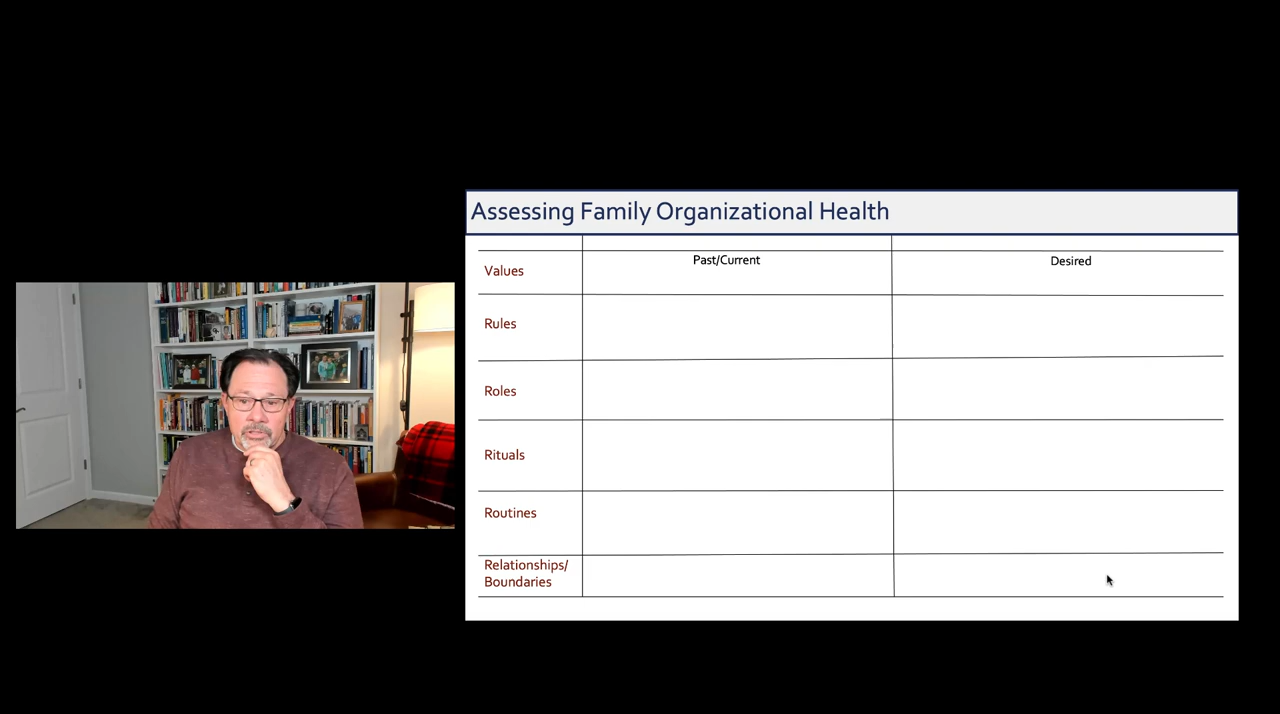 Assessing Family Organizational Health
Past/Current
Desired
Values
Rules
Roles
Rituals
Routines
Relationships/
Boundaries